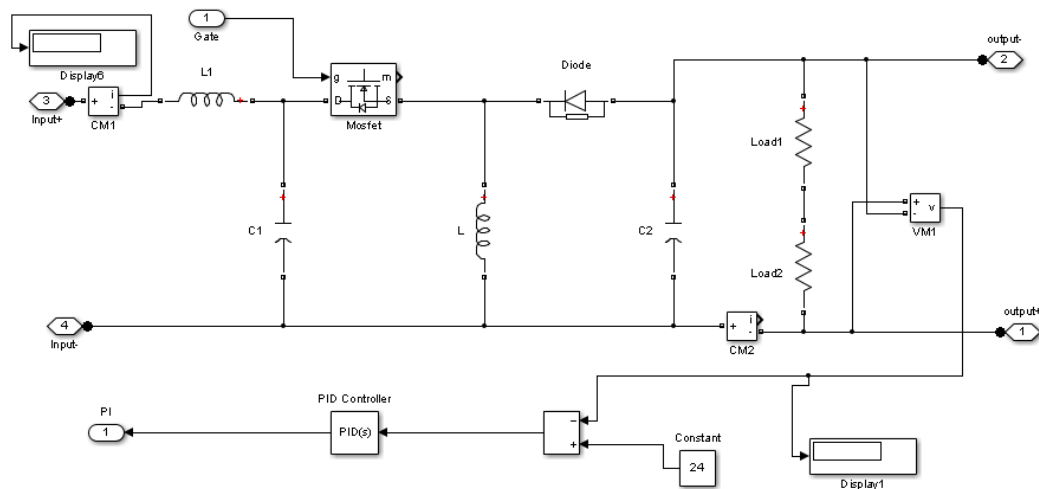 1
Gate
Display6
L1
3
Input+
+ i -
CM1
g m
D S
Mosfet
Diode
output-
2
Load1
C1
L
C2
+ v -
VM1
Load2
4
Input-
+ i -
CM2
output+
1
PI
1
PID Controller
PID(s)
−
+
Constant
24
Display1